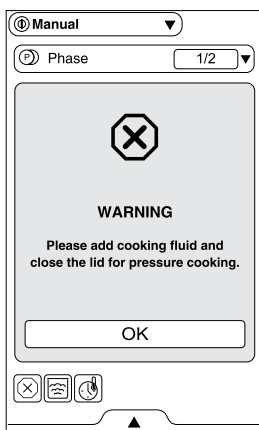 Manual
P Phase 1/2
WARNING
Please add cooking fluid and
close the lid for pressure cooking.
OK